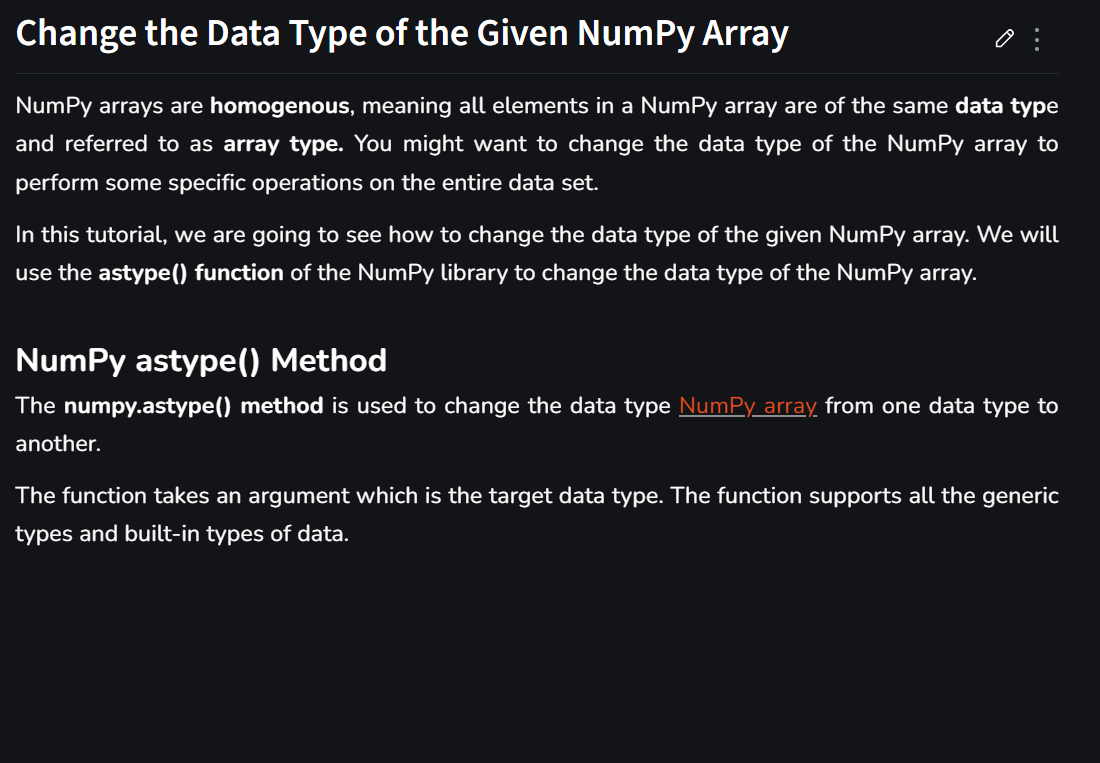 Change the Data Type of the Given NumPy Array
NumPy arrays are homogenous, meaning all elements in a NumPy array are of the same data type
and referred to as array type. You might want to change the data type of the NumPy array to
perform some specific operations on the entire data set.
In this tutorial, we are going to see how to change the data type of the given NumPy array. We will
use the astype() function of the NumPy library to change the data type of the NumPy array.
NumPy astype() Method
The numpy.astype() method is used to change the data type NumPy array from one data type to
another.
The function takes an argument which is the target data type. The function supports all the generic
types and built-in types of data.